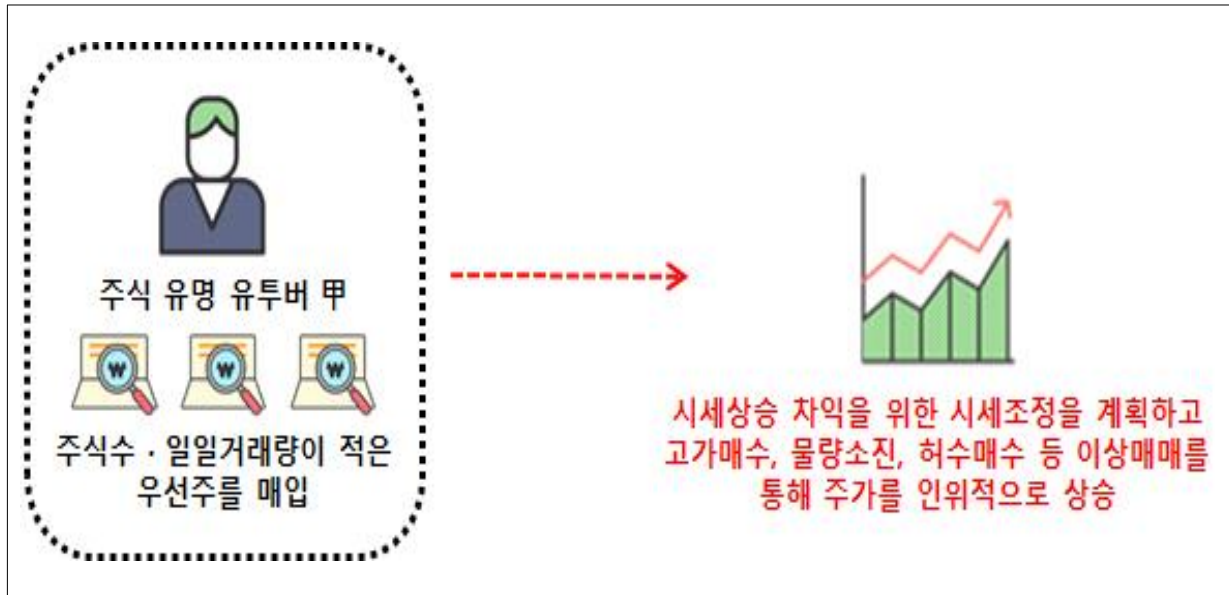 주식 유명 유투버 甲
₩ ₩ ₩
주식수 · 일일거래량이 적은
우선주를 매입
시세상승 차익을 위한 시세조정을 계획하고
고가매수, 물량소진, 허수매수 등 이상매매를
통해 주가를 인위적으로 상승